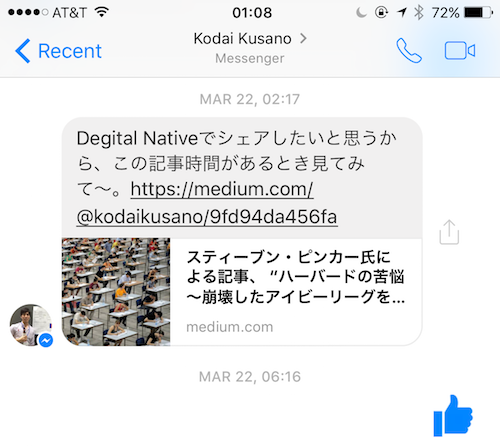 AT&T 01:08 72%
Recent
Kodai Kusano
Messenger
MAR 22, 02:17
Degital Nativeでシェアしたいと思うか
ら、この記事時間があるとき見てみ
て〜。https://medium.com/
@kodaikusano/9fd94da456fa
スティーブン・ピンカー氏に
よる記事、“ハーバードの苦悩
〜崩壊したアイビーリーグを...
medium.com
MAR 22, 06:16